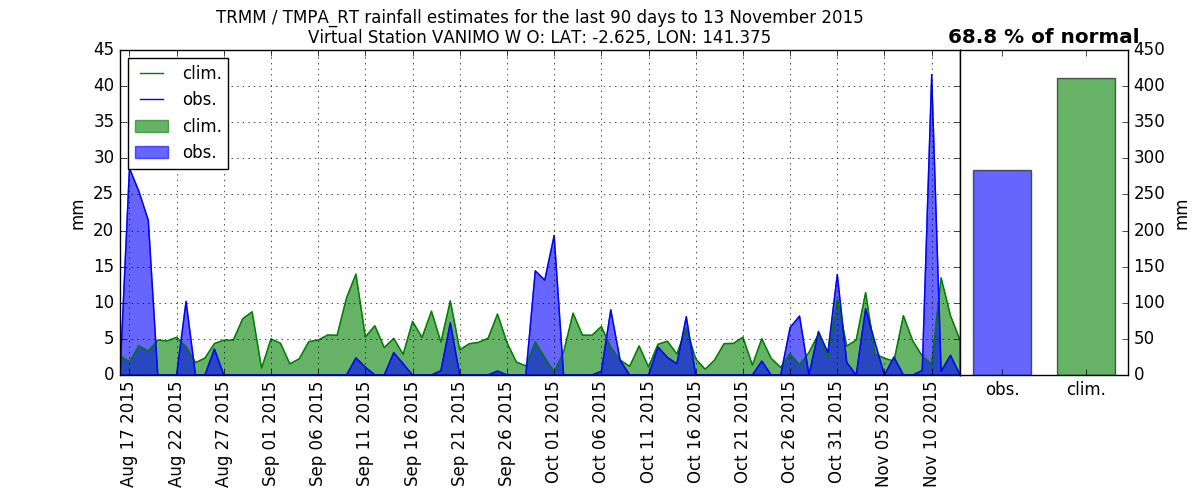 TRMM / TMPA_RT rainfall estimates for the last 90 days to 13 November 2015
Virtual Station VANIMO W O: LAT: -2.625, LON: 141.375
68.8 % of normal
45
40
35
30
25
20
15
10
5
0
mm
clim.
obs.
clim.
obs.
Aug 17 2015
Aug 22 2015
Aug 27 2015
Sep 01 2015
Sep 06 2015
Sep 11 2015
Sep 16 2015
Sep 21 2015
Sep 26 2015
Oct 01 2015
Oct 06 2015
Oct 11 2015
Oct 16 2015
Oct 21 2015
Oct 26 2015
Oct 31 2015
Nov 05 2015
Nov 10 2015
450
400
350
300
250
200
150
100
50
0
mm
obs.
clim.